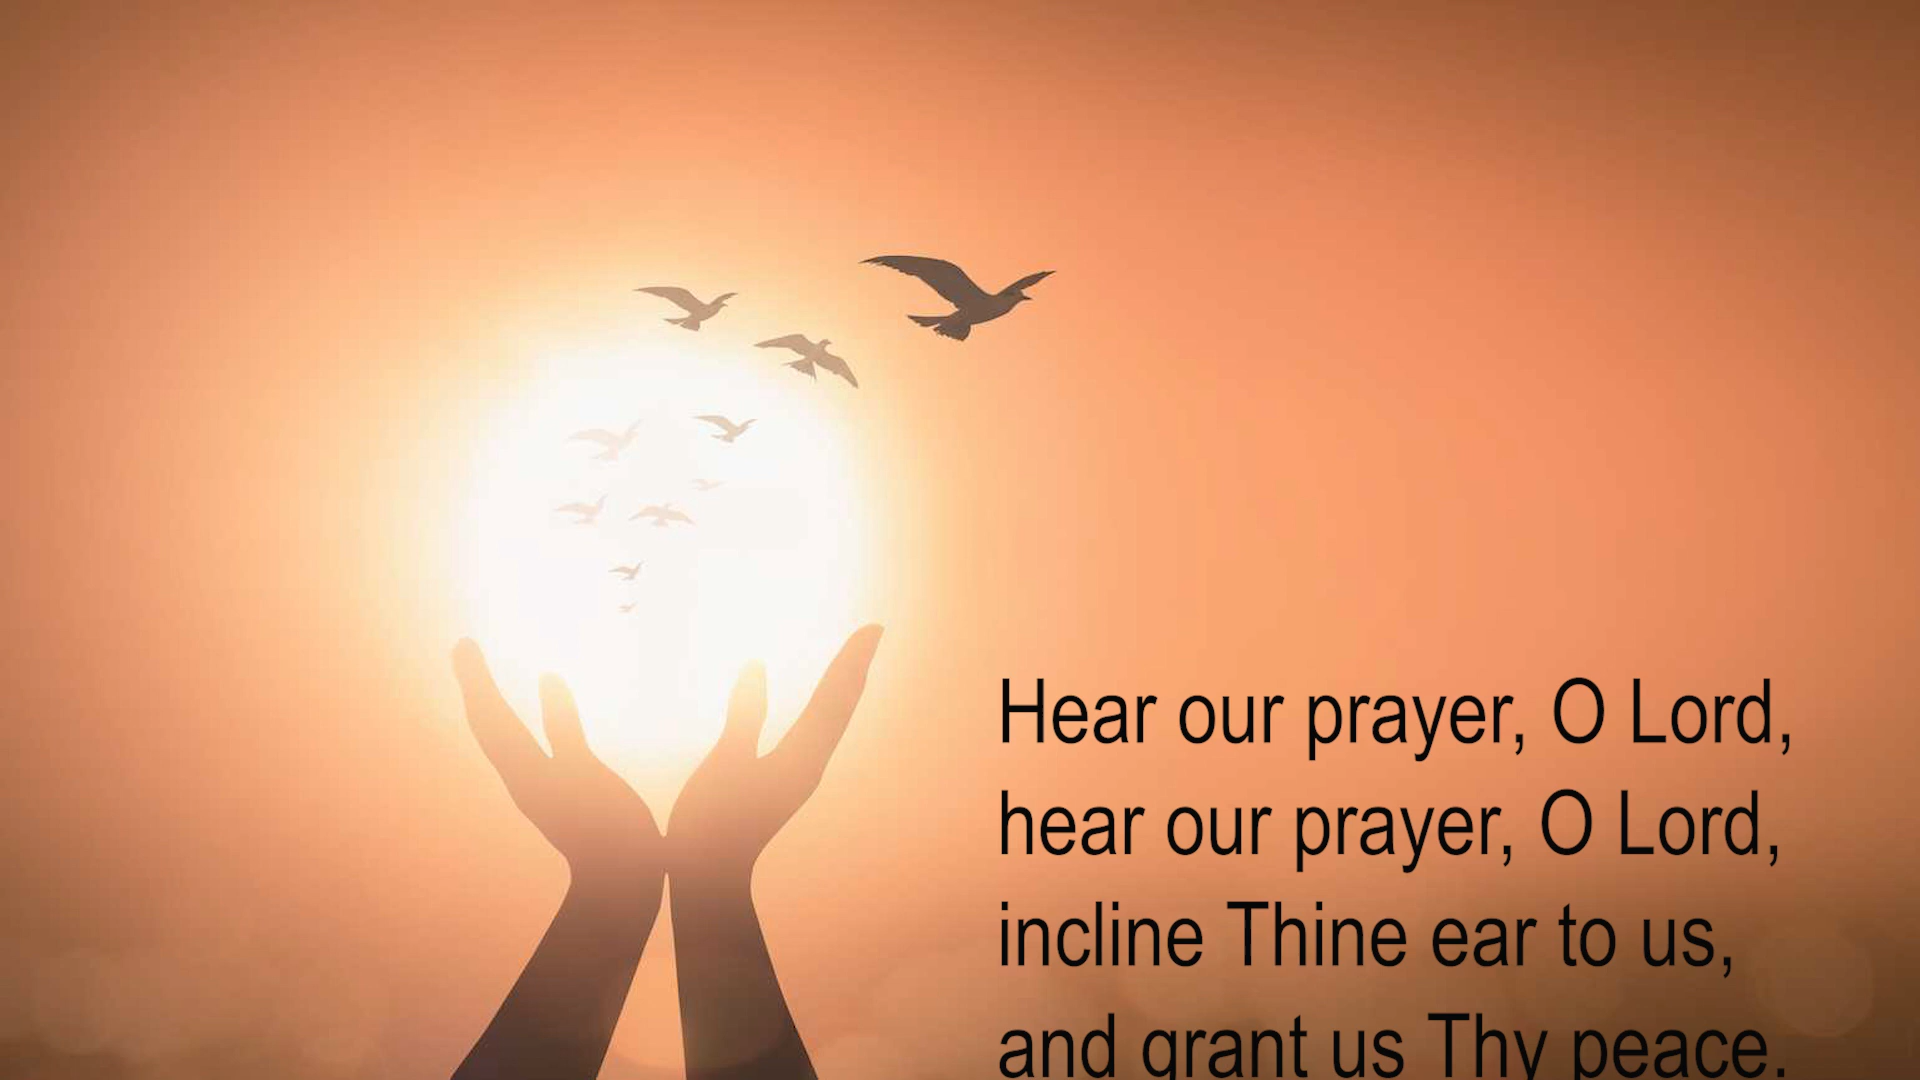 Hear our prayer, O Lord,
hear our prayer, O Lord,
incline Thine ear to us,
and grant us Thy peace.